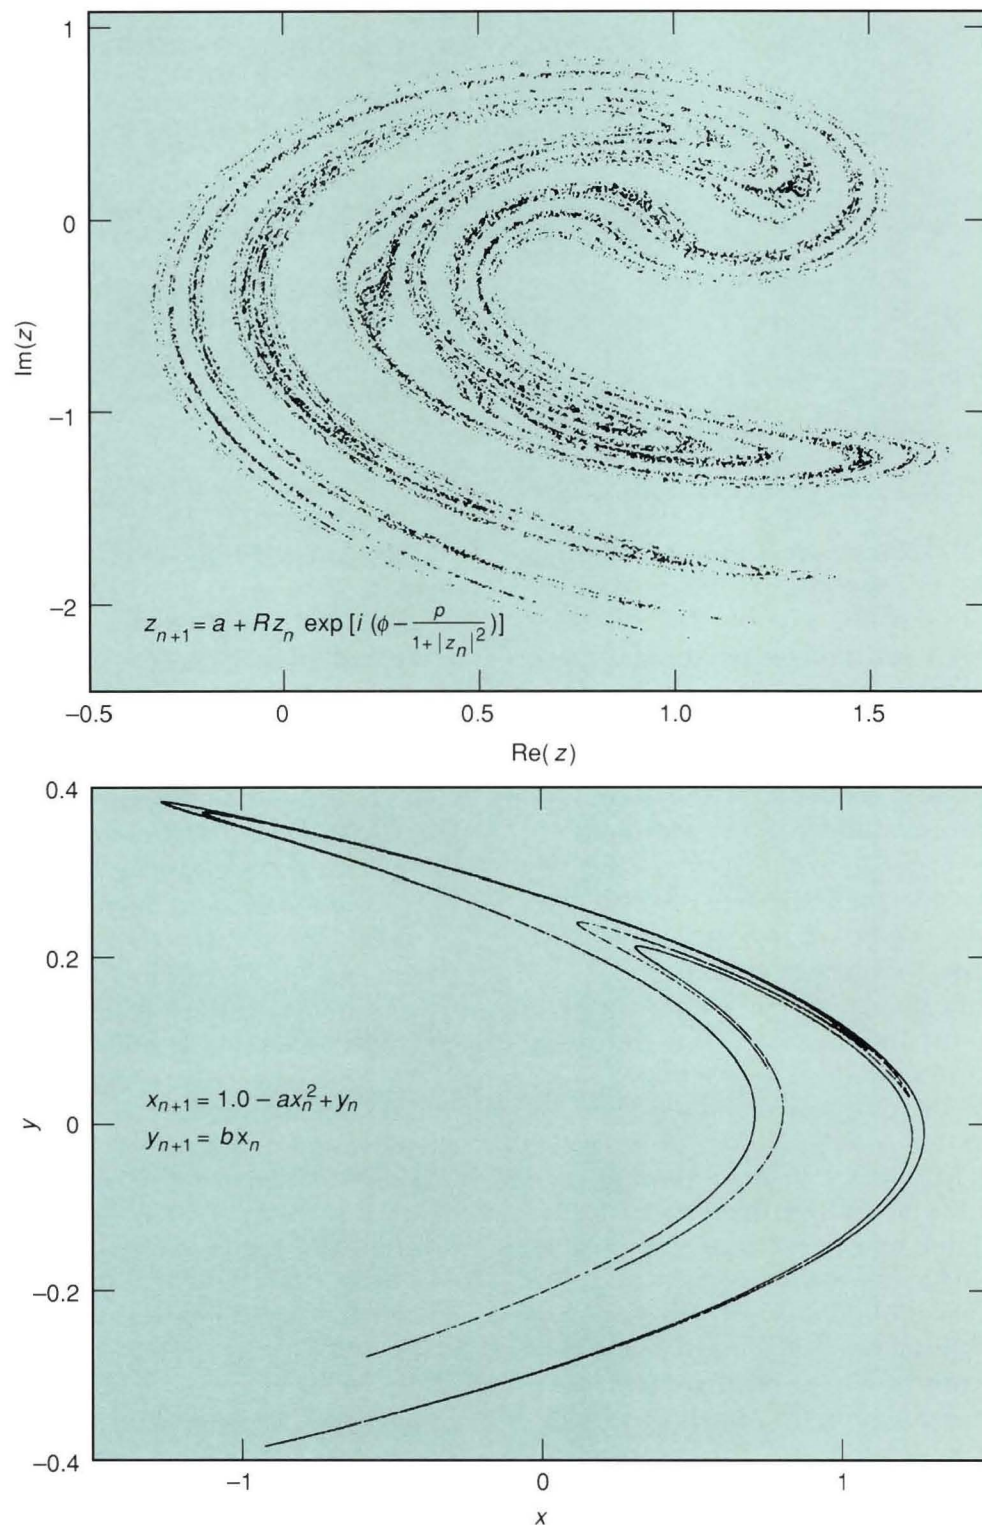 1
0
−1
−2
Im(z)
z_{n+1} = a + Rz_n exp [i (ϕ − \frac{p}{1+|z_n|^2})]
−0.5 0 0.5 1.0 1.5
Re(z)
0.4
0.2
0
−0.2
−0.4
y
x_{n+1} = 1.0 − ax_n^2 + y_n
y_{n+1} = bx_n
−1 0 1
x